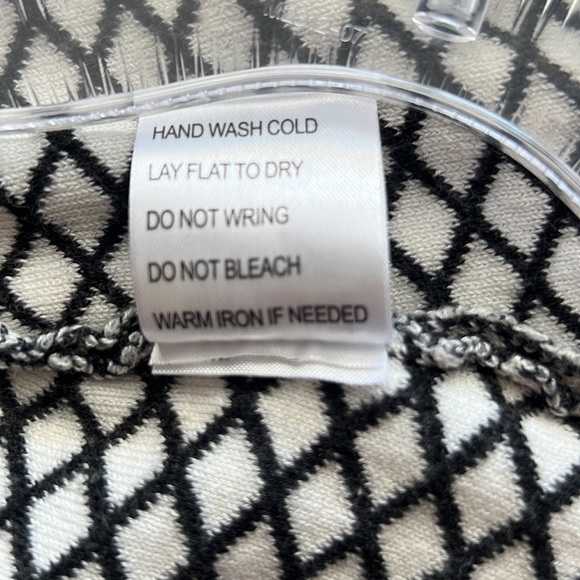 HAND WASH COLD
LAY FLAT TO DRY
DO NOT WRING
DO NOT BLEACH
WARM IRON IF NEEDED